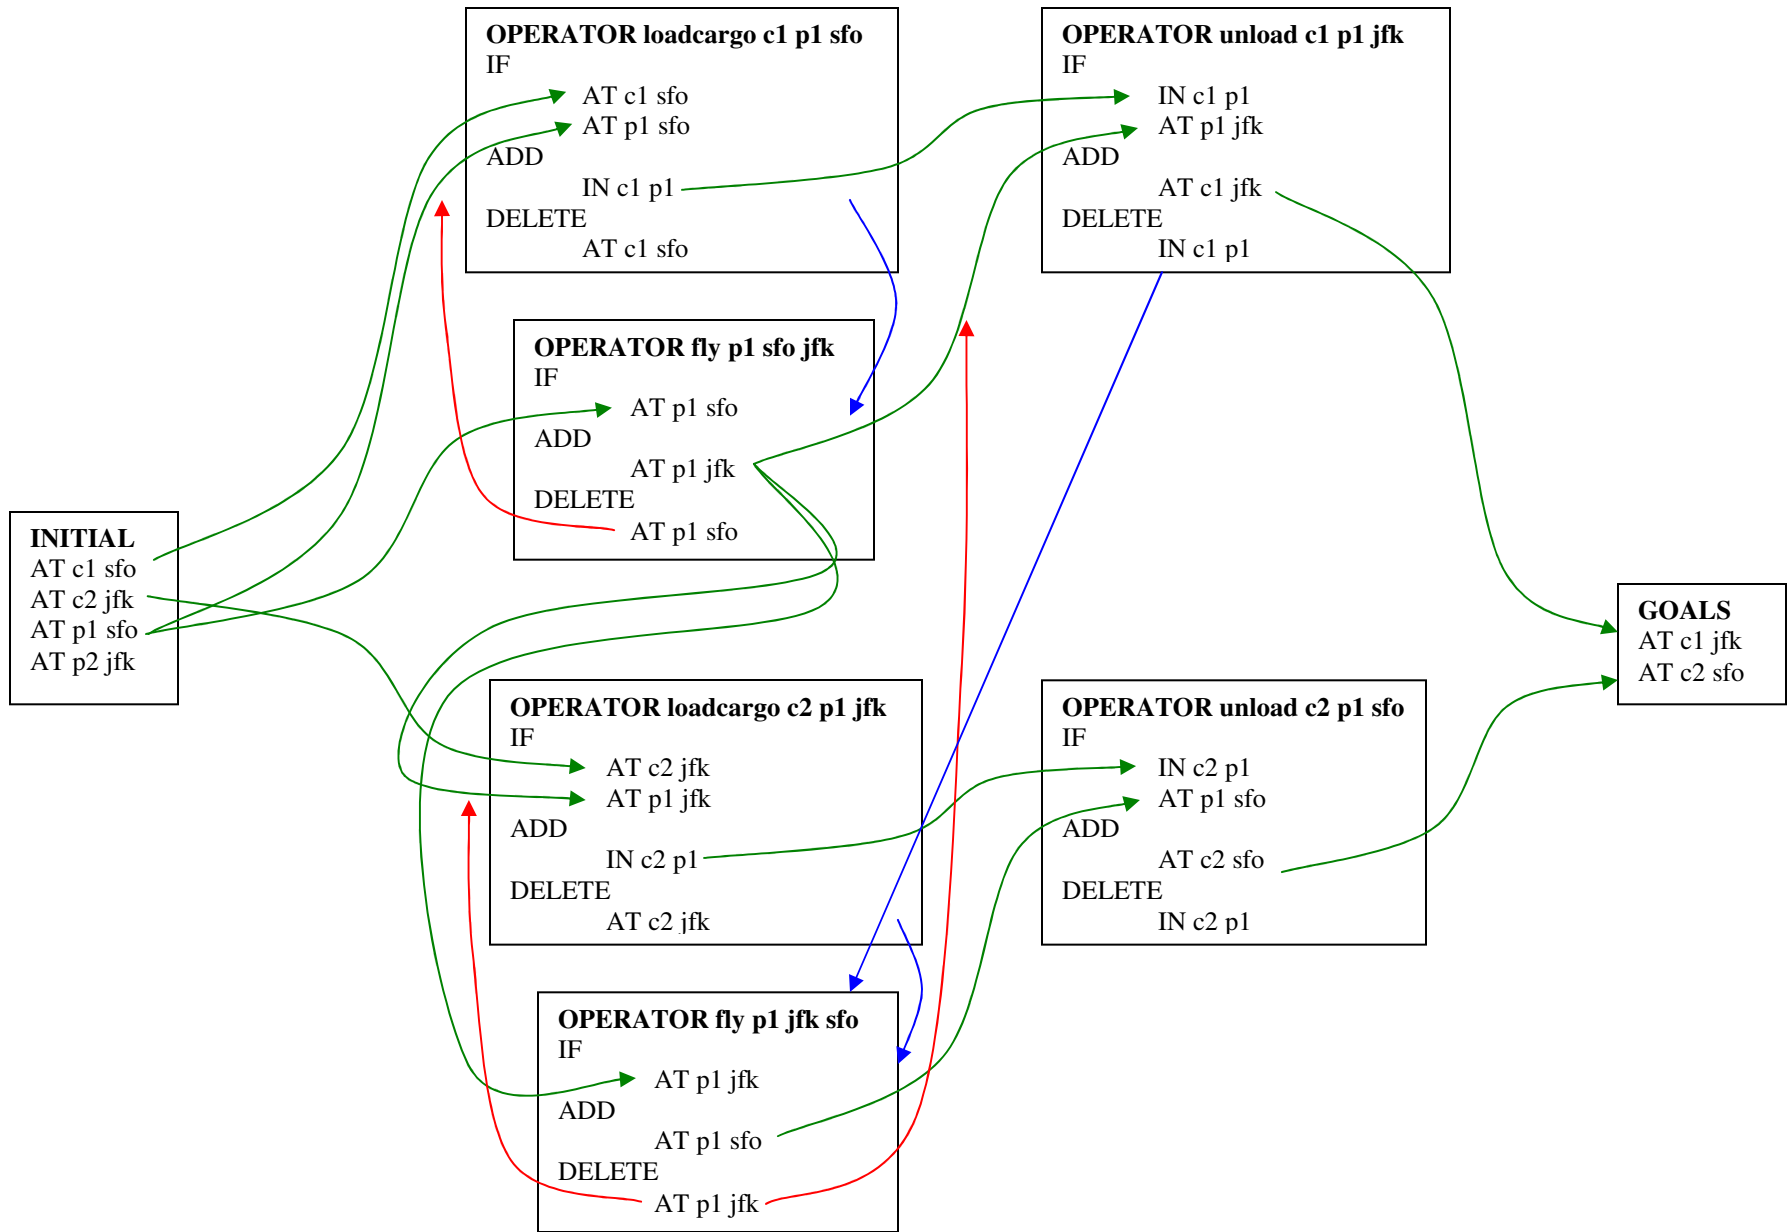 OPERATOR loadcargo c1 p1 sfo
IF
AT c1 sfo
AT p1 sfo
ADD
IN c1 p1
DELETE
AT c1 sfo
OPERATOR unload c1 p1 jfk
IF
IN c1 p1
AT p1 jfk
ADD
AT c1 jfk
DELETE
IN c1 p1
OPERATOR fly p1 sfo jfk
IF
AT p1 sfo
ADD
AT p1 jfk
DELETE
AT p1 sfo
INITIAL
AT c1 sfo
AT c2 jfk
AT p1 sfo
AT p2 jfk
GOALS
AT c1 jfk
AT c2 sfo
OPERATOR loadcargo c2 p1 jfk
IF
AT c2 jfk
AT p1 jfk
ADD
IN c2 p1
DELETE
AT c2 jfk
OPERATOR unload c2 p1 sfo
IF
IN c2 p1
AT p1 sfo
ADD
AT c2 sfo
DELETE
IN c2 p1
OPERATOR fly p1 jfk sfo
IF
AT p1 jfk
ADD
AT p1 sfo
DELETE
AT p1 jfk